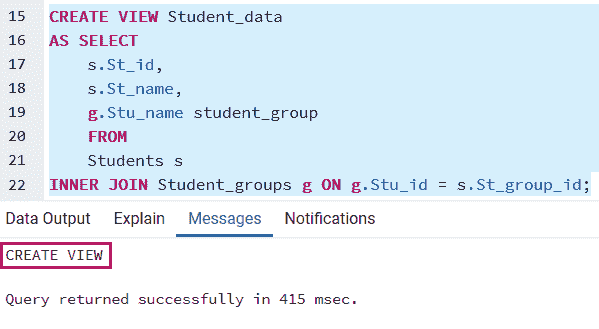 15 CREATE VIEW Student_data
16 AS SELECT
17 s.St_id,
18 s.St_name,
19 g.Stu_name student_group
20 FROM
21 Students s
22 INNER JOIN Student_groups g ON g.Stu_id = s.St_group_id;
Data Output Explain Messages Notifications
CREATE VIEW
Query returned successfully in 415 msec.